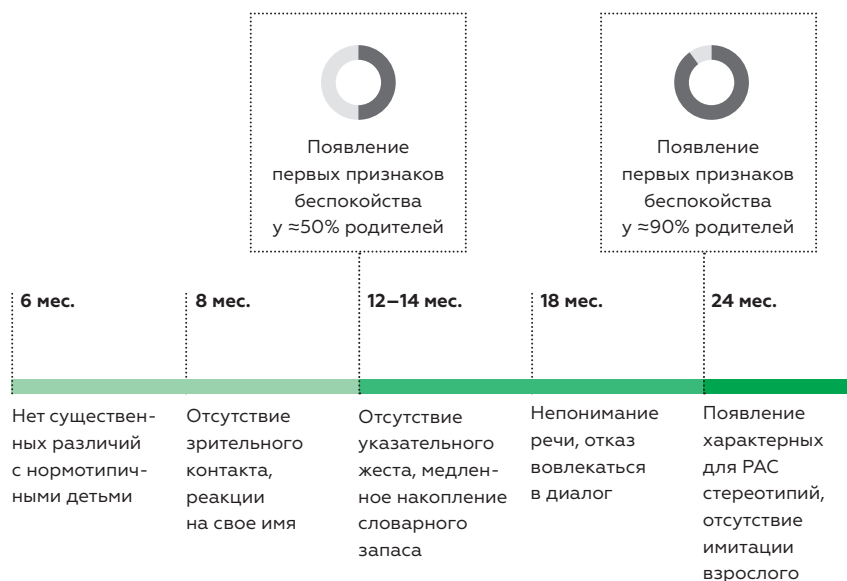 Появление
первых признаков
беспокойства
у ≈50% родителей
Появление
первых признаков
беспокойства
у ≈90% родителей
6 мес.
8 мес.
12–14 мес.
18 мес.
24 мес.
Нет существен-
ных различий
с нормотипич-
ными детьми
Отсутствие
зрительного
контакта,
реакции
на свое имя
Отсутствие
указательного
жеста, медлен-
ное накопление
словарного
запаса
Непонимание
речи, отказ
вовлекаться
в диалог
Появление
характерных
для РАС
стереотипий,
отсутствие
имитации
взрослого